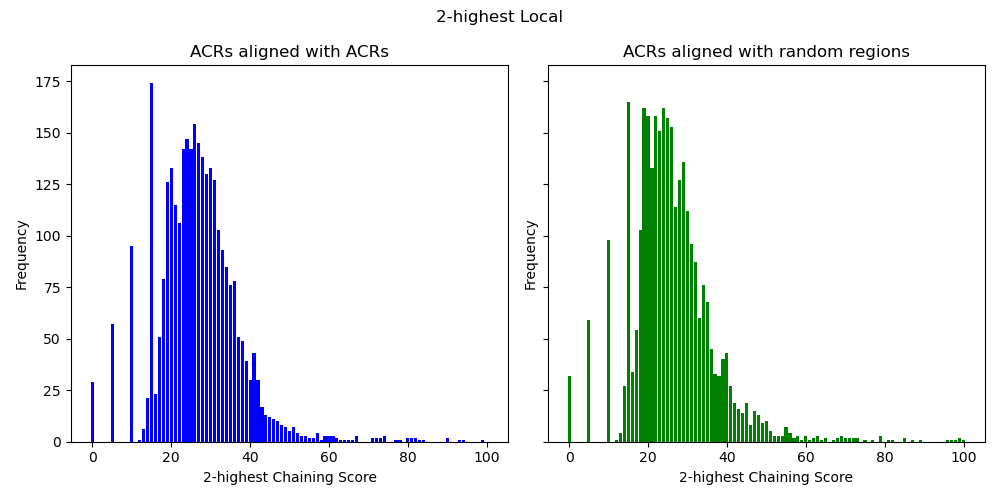 2-highest Local
ACRs aligned with ACRs
Frequency
175
150
125
100
75
50
25
0
0 20 40 60 80 100
2-highest Chaining Score
ACRs aligned with random regions
Frequency
0 20 40 60 80 100
2-highest Chaining Score